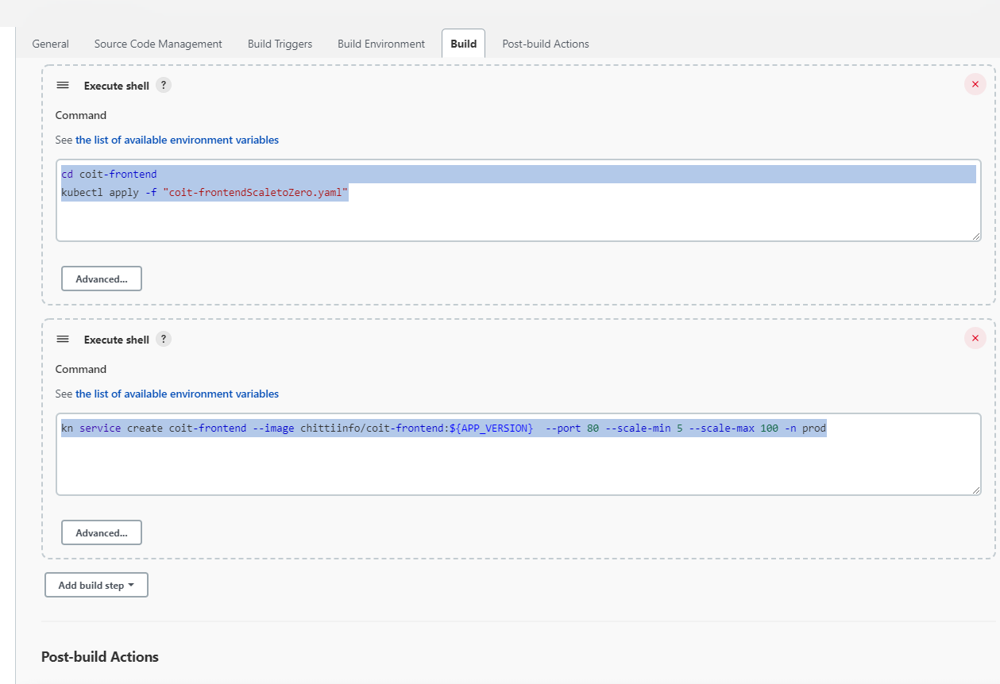 General Source Code Management Build Triggers Build Environment Build Post-build Actions
Execute shell ?
Command
See the list of available environment variables
cd coit-frontend
kubectl apply -f "coit-frontendScaletoZero.yaml"
Advanced...
Execute shell ?
Command
See the list of available environment variables
kn service create coit-frontend --image chittiinfo/coit-frontend:${APP_VERSION}  --port 80 --scale-min 5 --scale-max 100 -n prod
Advanced...
Add build step
Post-build Actions